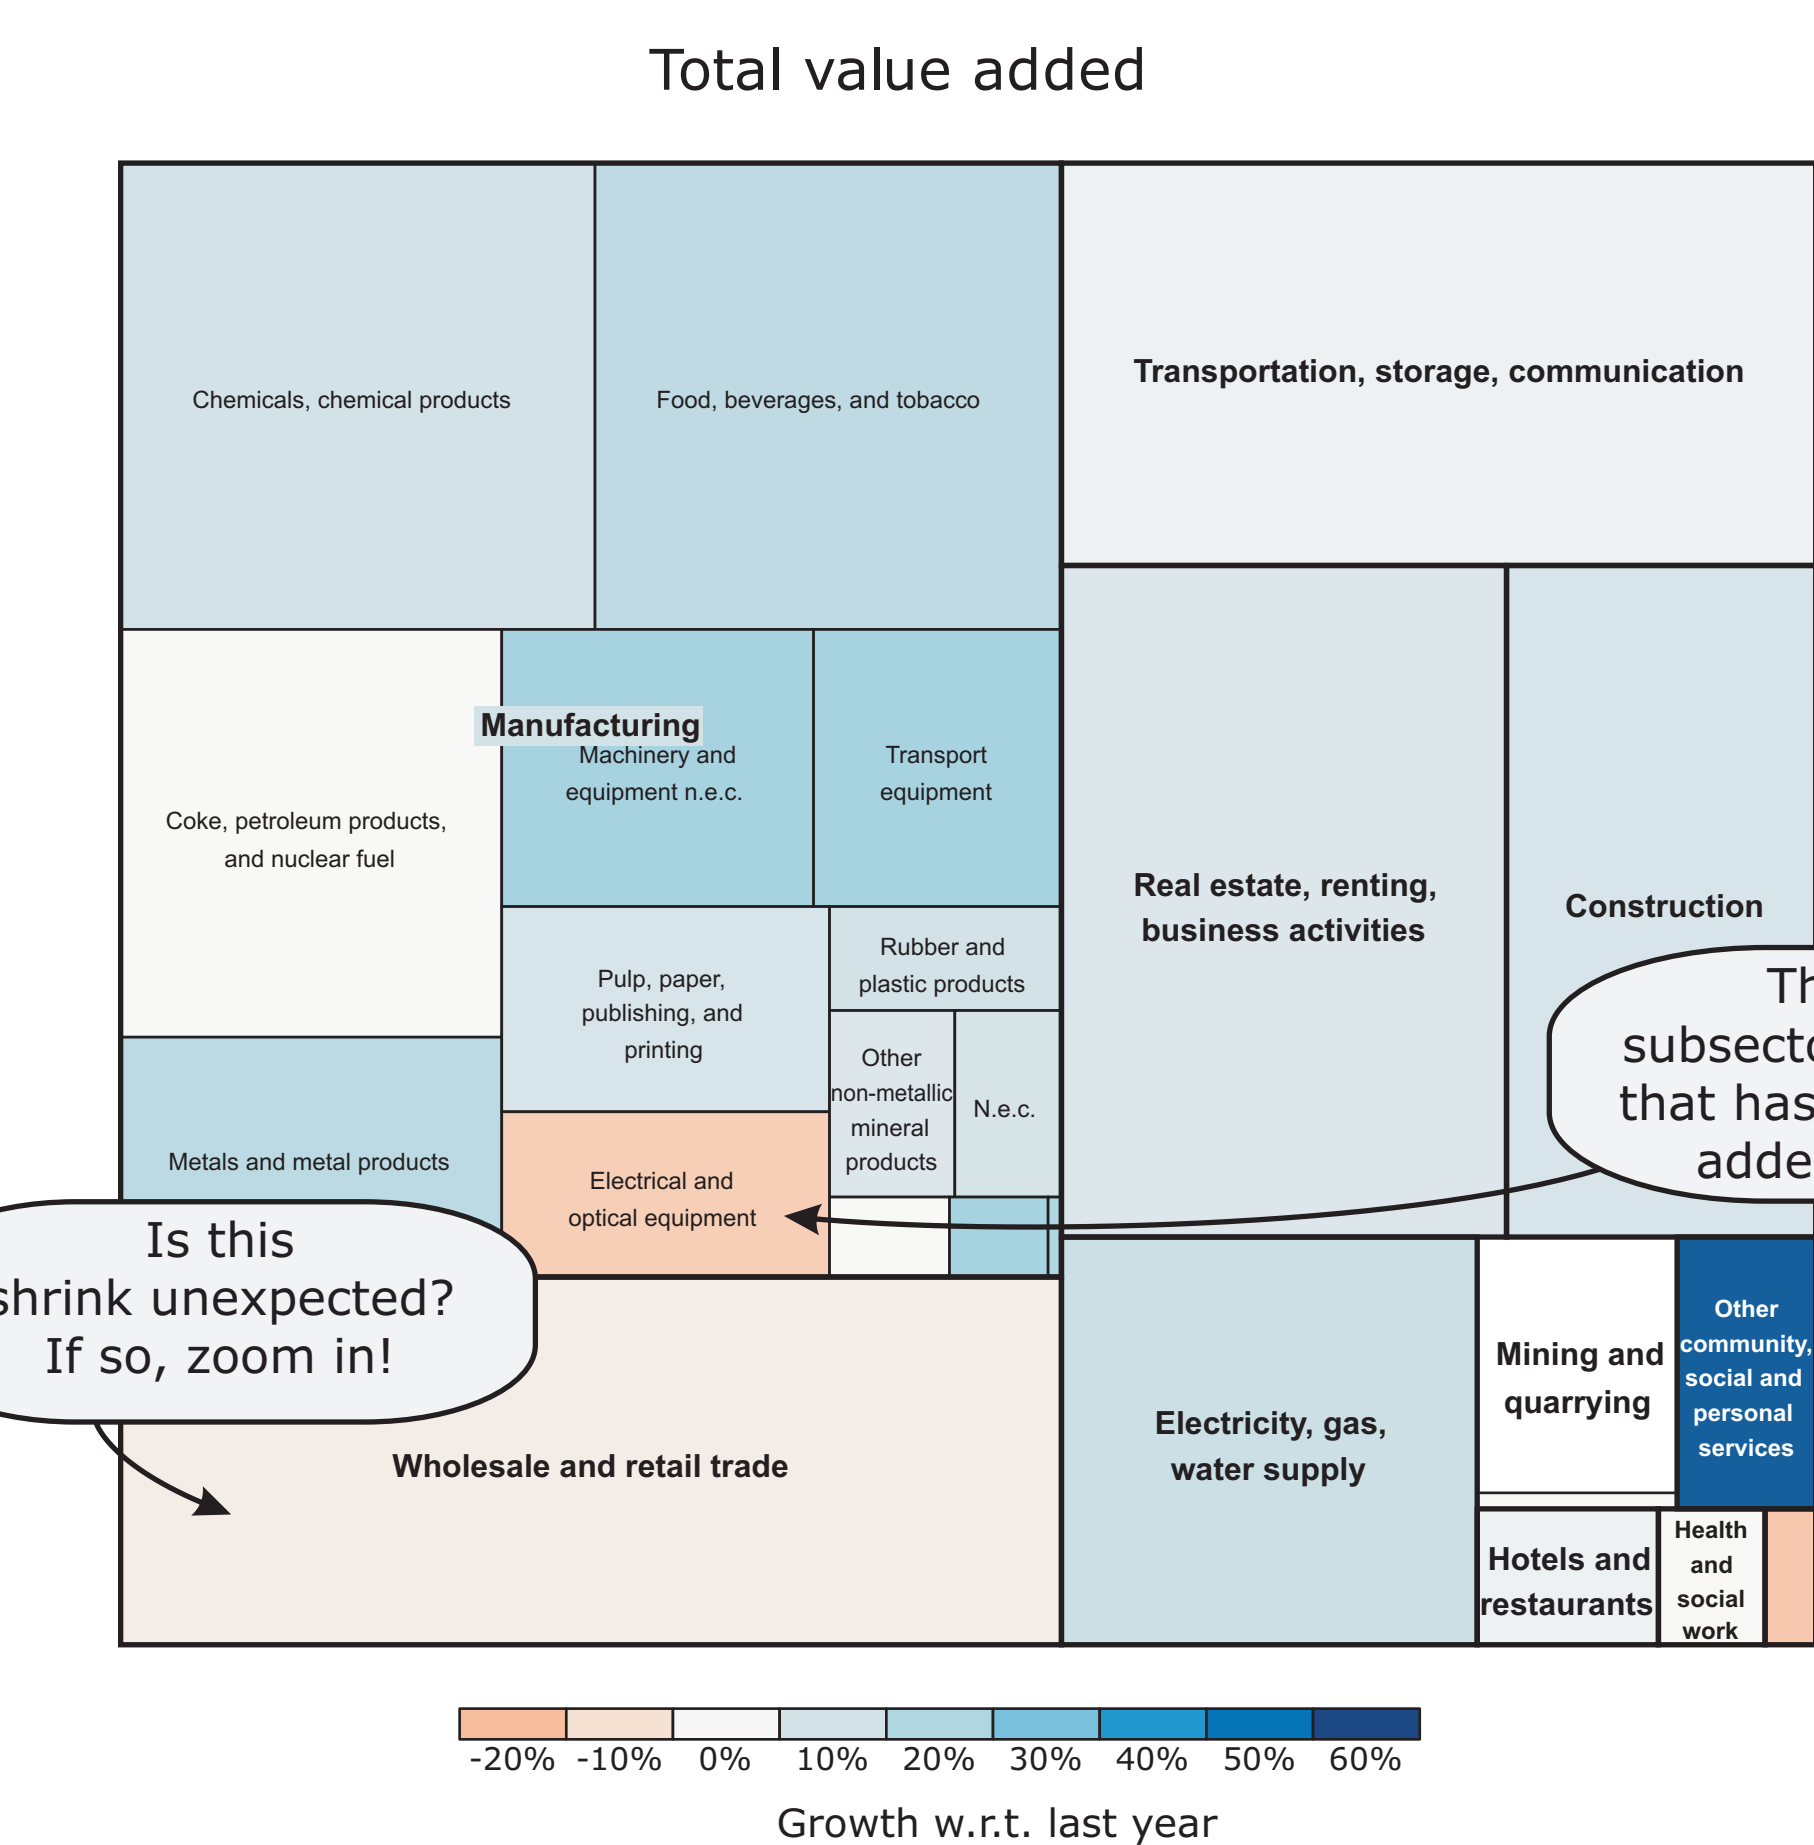 Total value added
Chemicals, chemical products
Food, beverages, and tobacco
Transportation, storage, communication
Manufacturing
Machinery and
equipment n.e.c.
Transport
equipment
Coke, petroleum products,
and nuclear fuel
Real estate, renting,
business activities
Construction
Pulp, paper,
publishing, and
printing
Rubber and
plastic products
Other
non-metallic
mineral
products
N.e.c.
Metals and metal products
Electrical and
optical equipment
that has
Is this
shrink unexpected?
If so, zoom in!
Wholesale and retail trade
Electricity, gas,
water supply
Mining and
quarrying
Other
community,
social and
personal
services
Hotels and
restaurants
Health
and
social
work
-20% -10% 0% 10% 20% 30% 40% 50% 60%
Growth w.r.t. last year